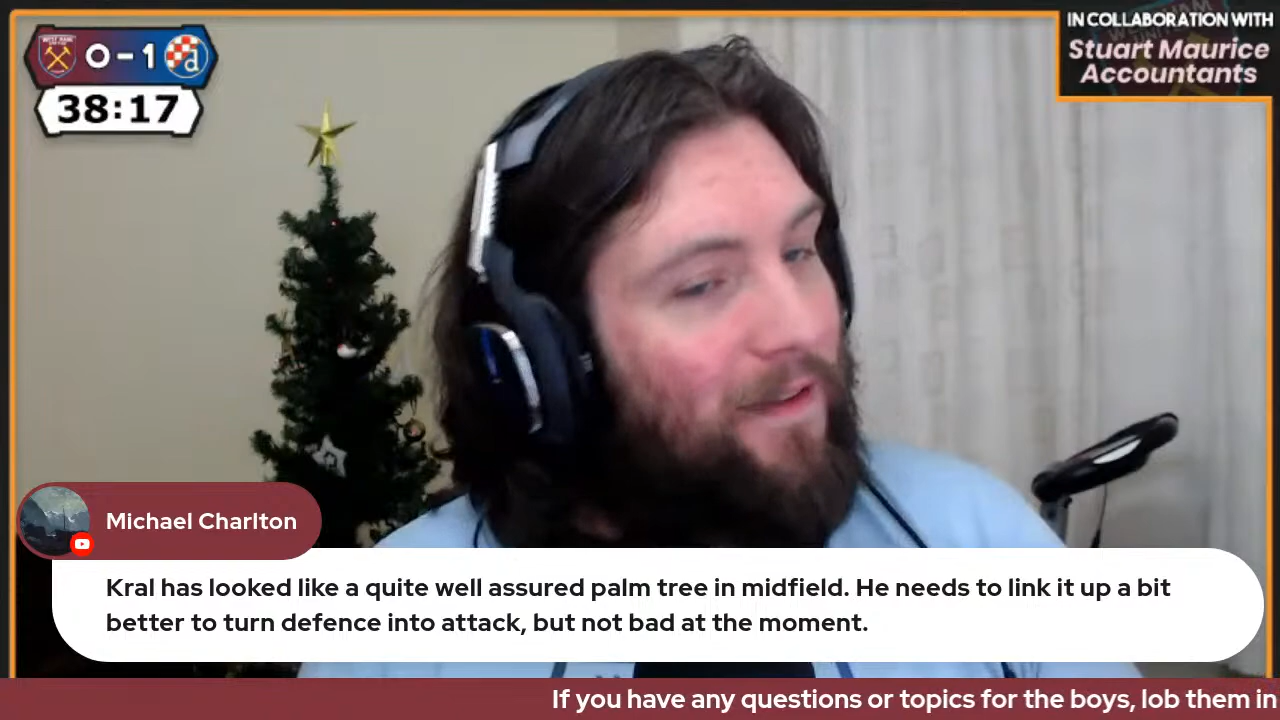 0-1
38:17
IN COLLABORATION WITH
Stuart Maurice
Accountants
Michael Charlton
Kral has looked like a quite well assured palm tree in midfield. He needs to link it up a bit
better to turn defence into attack, but not bad at the moment.
If you have any questions or topics for the boys, lob them in